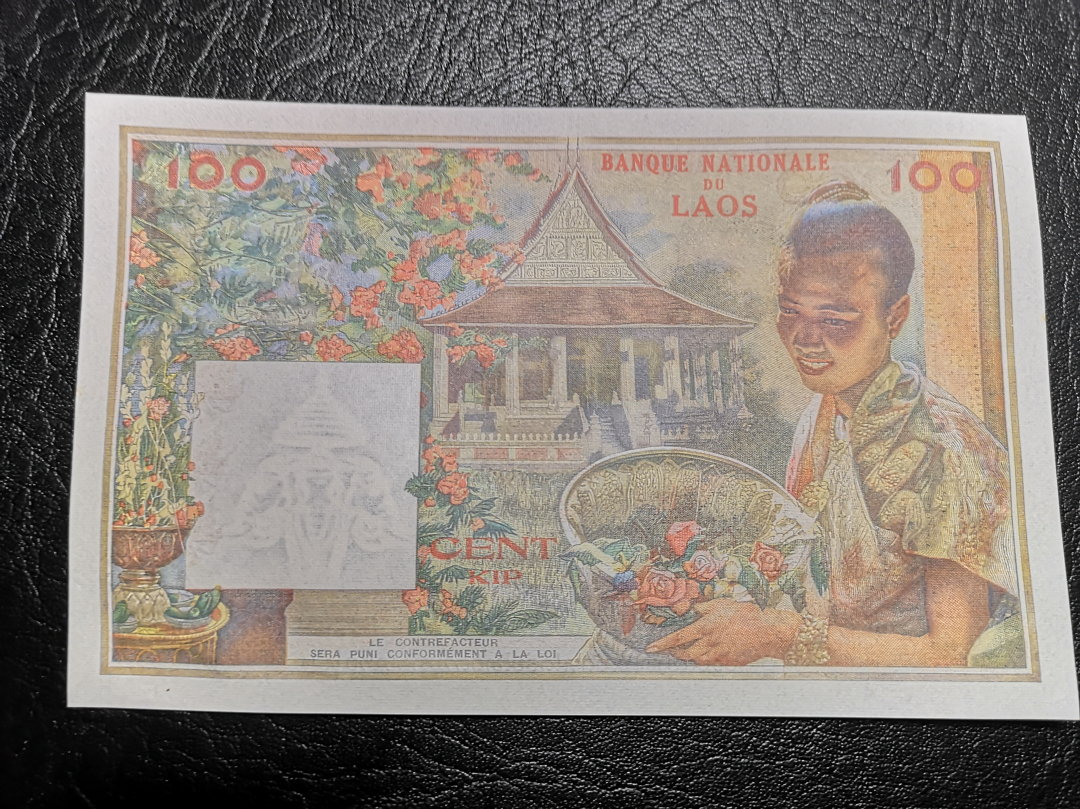 100
BANQUE NATIONALE
DU
LAOS
100
CENT
KIP
LE CONTREFACTEUR
SERA PUNI CONFORMÉMENT A LA LOI